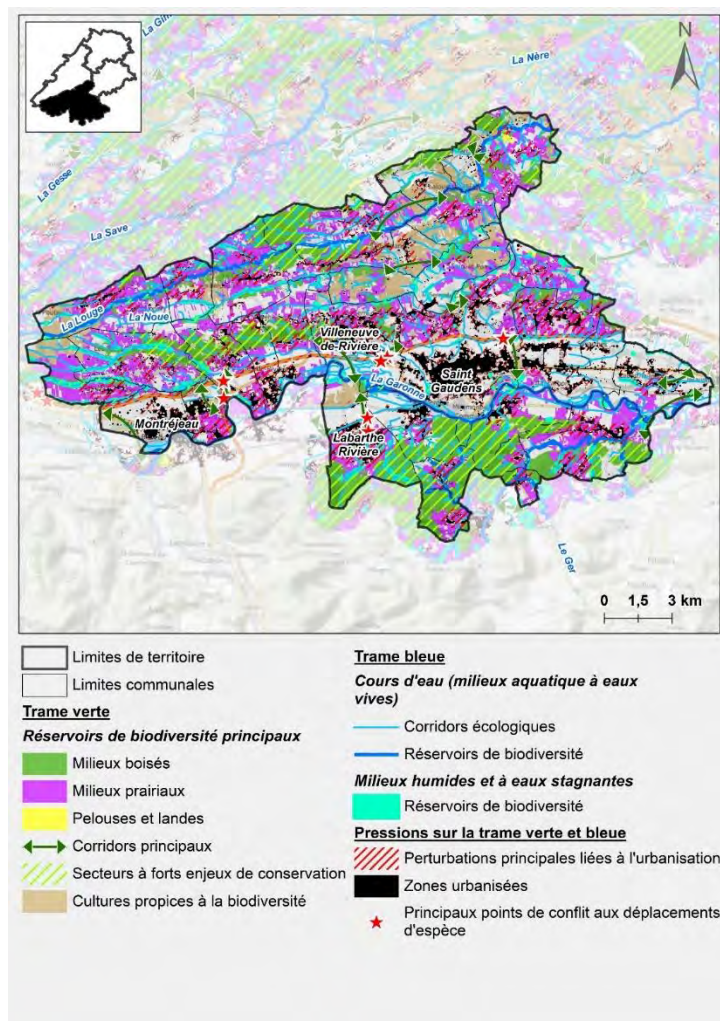 La Gim
N
La Nère
La Gesse
La Save
La Louge
La Noue
Villeneuve
de-Rivière
Saint
Gaudens
La Garonne
Montréjeau
Labarthe
Rivière
Le Ger
0 1,5 3 km
Limites de territoire
Limites communales
Trame verte
Réservoirs de biodiversité principaux
Milieux boisés
Milieux prairiaux
Pelouses et landes
Corridors principaux
Secteurs à forts enjeux de conservation
Cultures propices à la biodiversité
Trame bleue
Cours d'eau (milieux aquatique à eaux
vives)
Corridors écologiques
Réservoirs de biodiversité
Milieux humides et à eaux stagnantes
Réservoirs de biodiversité
Pressions sur la trame verte et bleue
Perturbations principales liées à l'urbanisation
Zones urbanisées
Principaux points de conflit aux déplacements
d'espèce